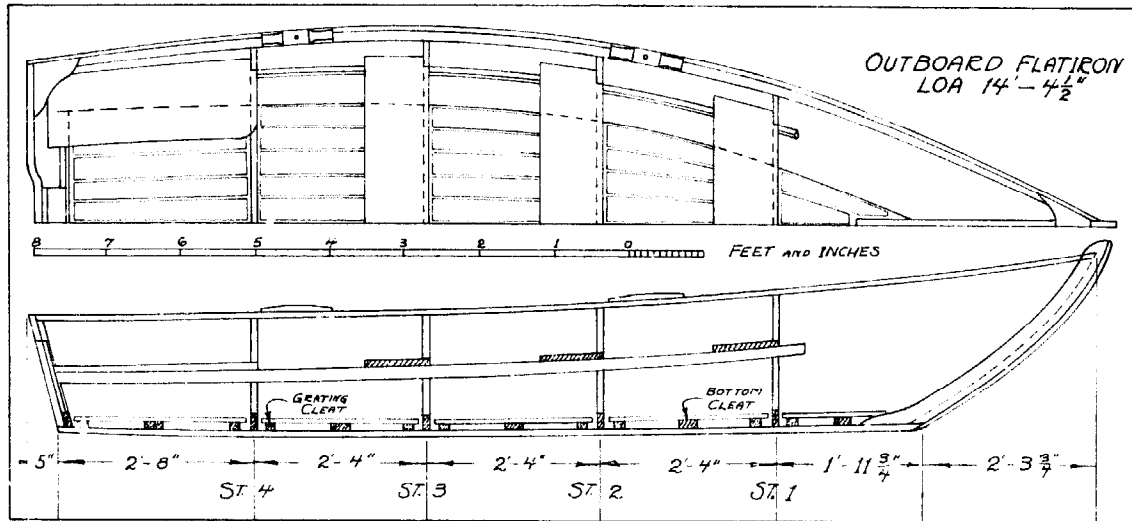 OUTBOARD FLATIRON
LOA 14'-4½"
8 7 6 5 4 3 2 1 0 FEET AND INCHES
GRATING
CLEAT
BOTTOM
CLEAT
5" 2'-8" 2'-4" 2'-4" 2'-4" 1'-11¾" 2'-3¾"
ST. 4 ST. 3 ST. 2 ST. 1